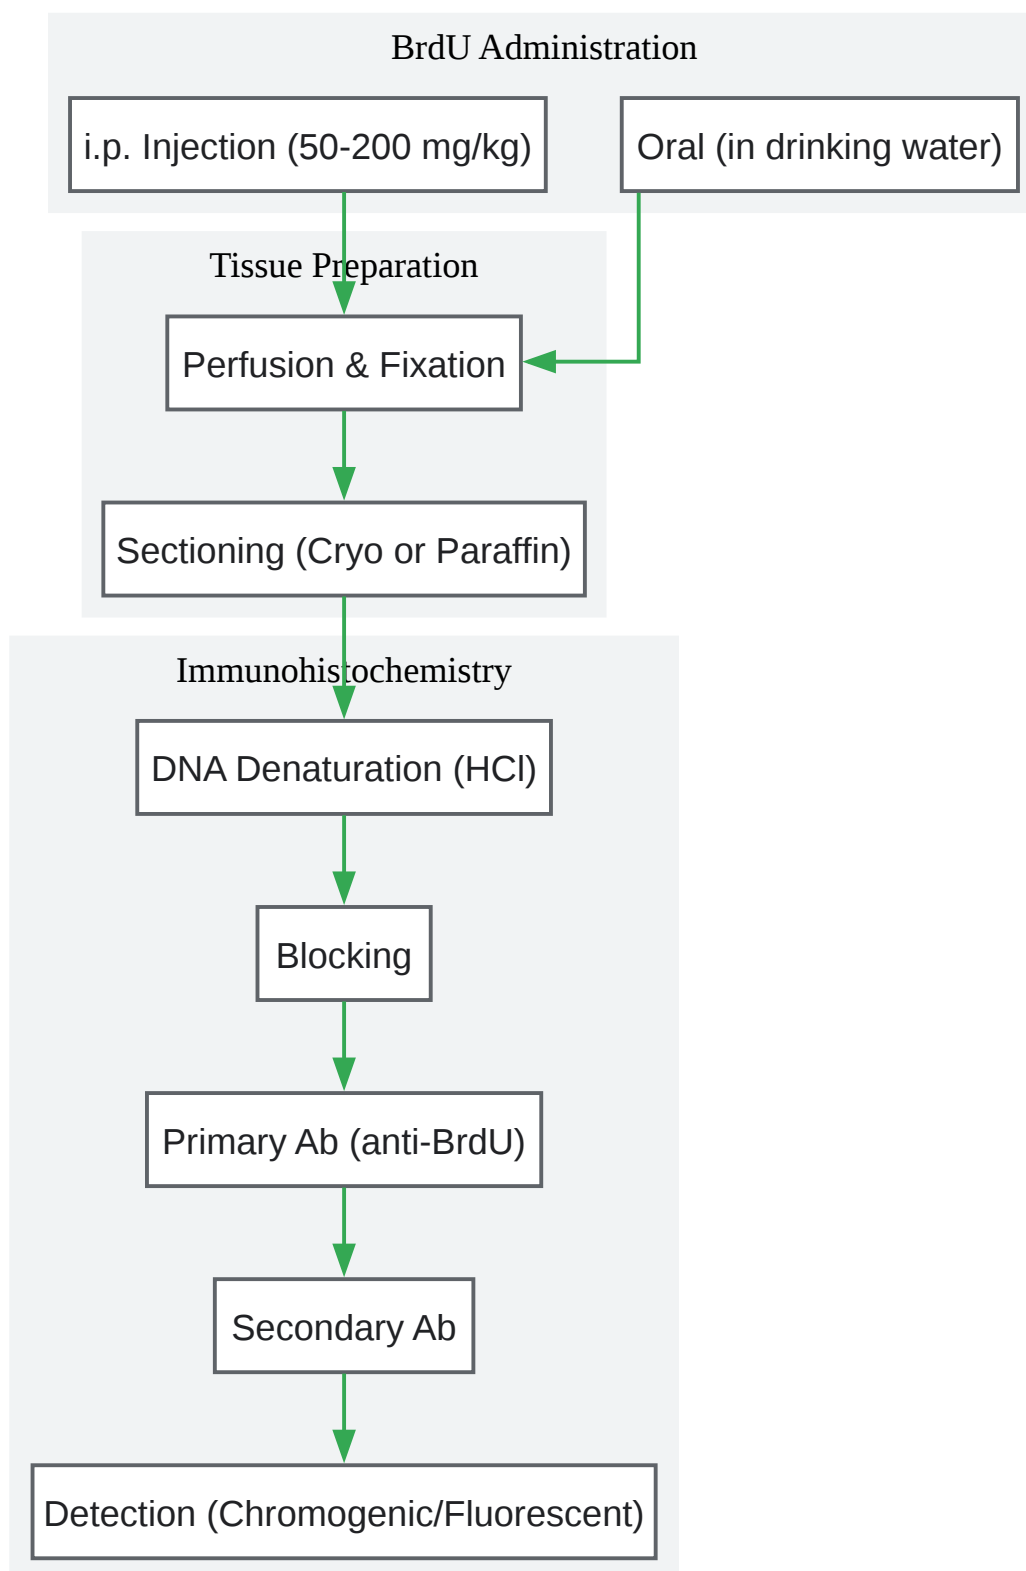 BrdU Administration
i.p. Injection (50-200 mg/kg)
Oral (in drinking water)
Tissue Preparation
Perfusion & Fixation
Sectioning (Cryo or Paraffin)
Immunohistochemistry
DNA Denaturation (HCl)
Blocking
Primary Ab (anti-BrdU)
Secondary Ab
Detection (Chromogenic/Fluorescent)